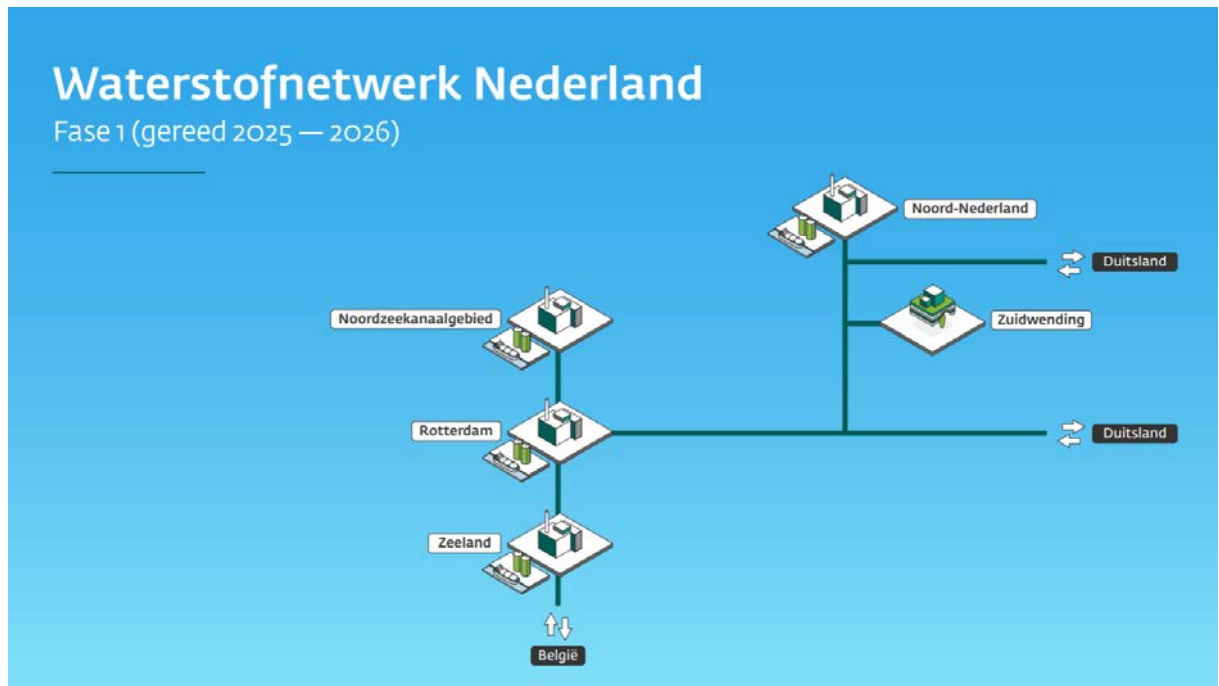 Waterstofnetwerk Nederland
Fase 1 (gereed 2025 — 2026)
Noord-Nederland
Duitsland
Noordzeekanaalgebied
Zuidwending
Rotterdam
Duitsland
Zeeland
België